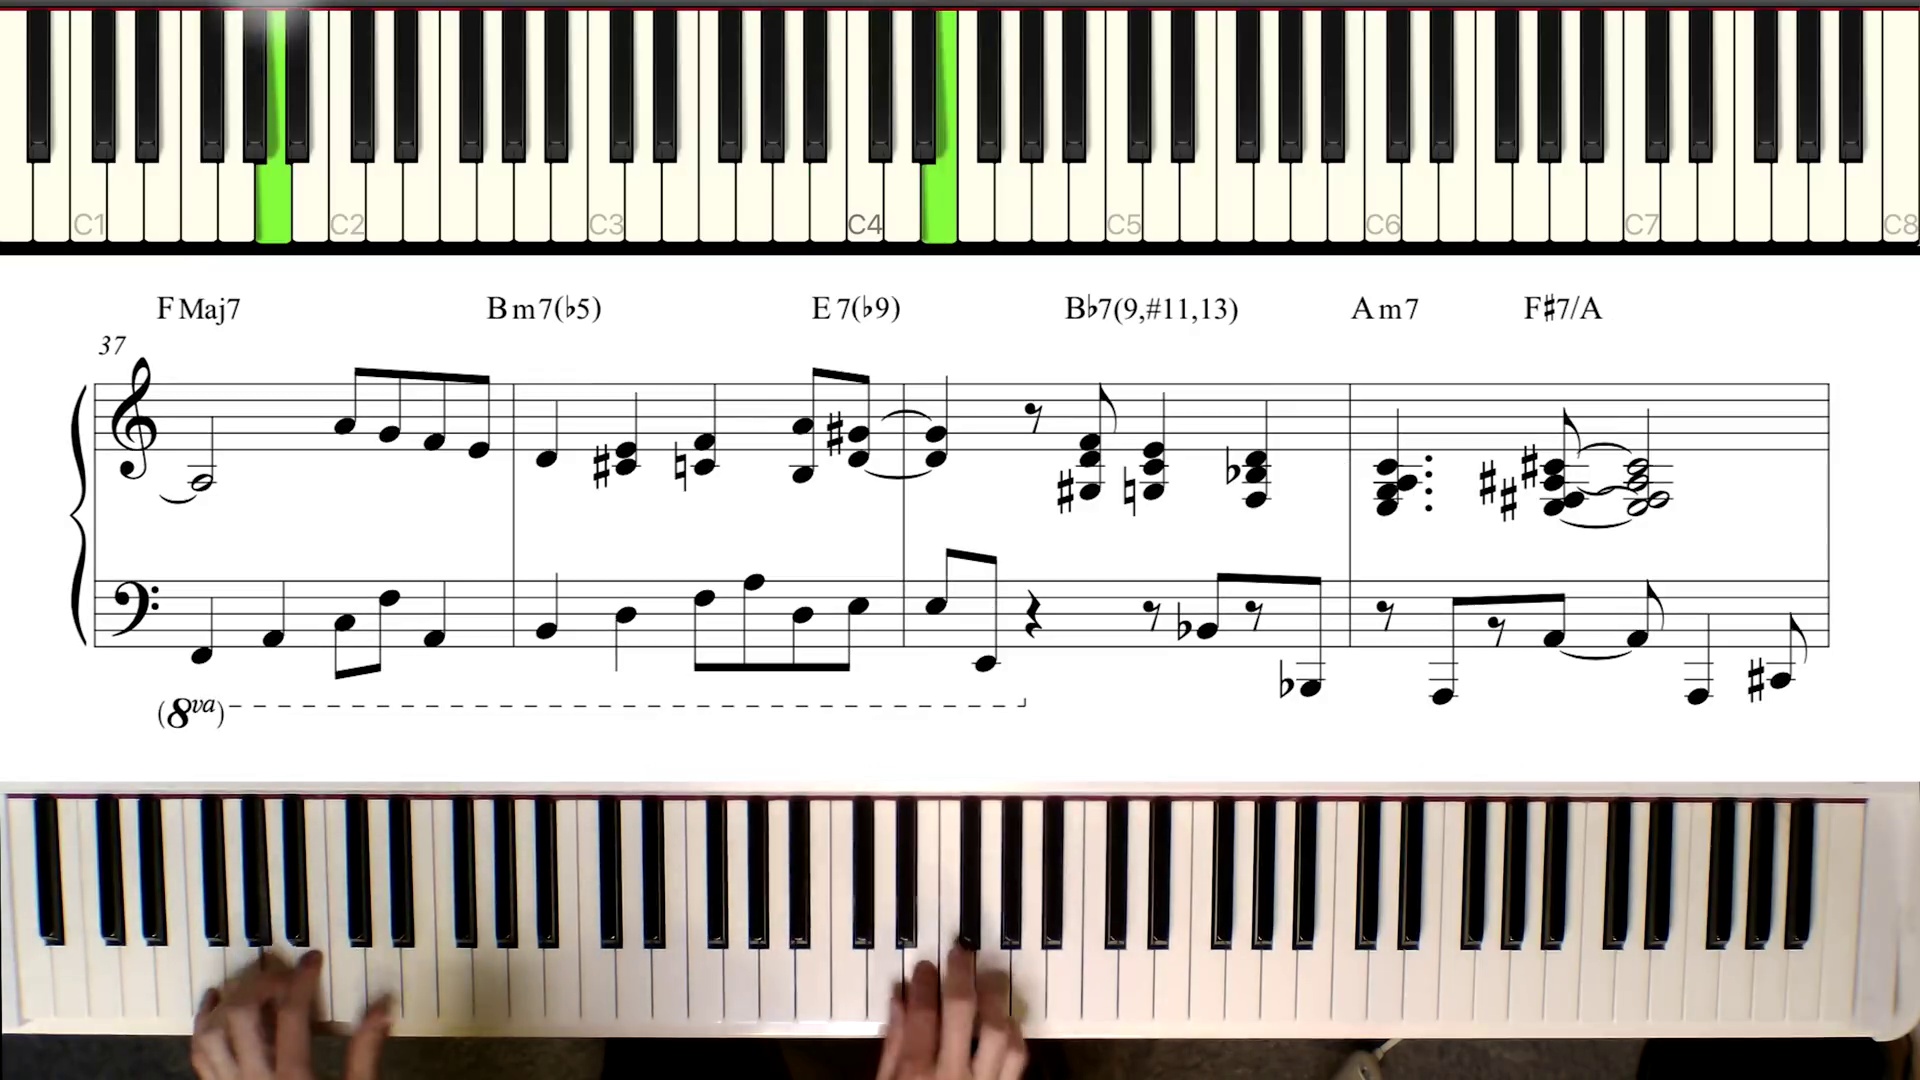 C1 C2 C3 C4 C5 C6 C7 C8
F Maj7 B m7(♭5) E 7(♭9) B♭7(9,#11,13) A m7 F♯7/A
37
(8va)